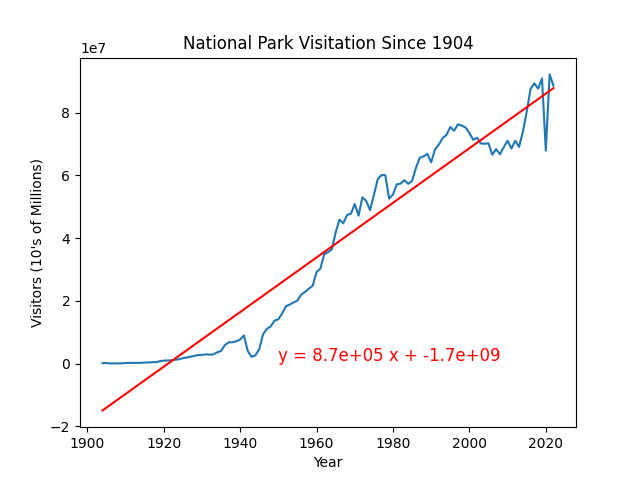 National Park Visitation Since 1904
1e7
8
6
4
2
0
−2
Visitors (10's of Millions)
y = 8.7e+05 x + -1.7e+09
1900 1920 1940 1960 1980 2000 2020
Year